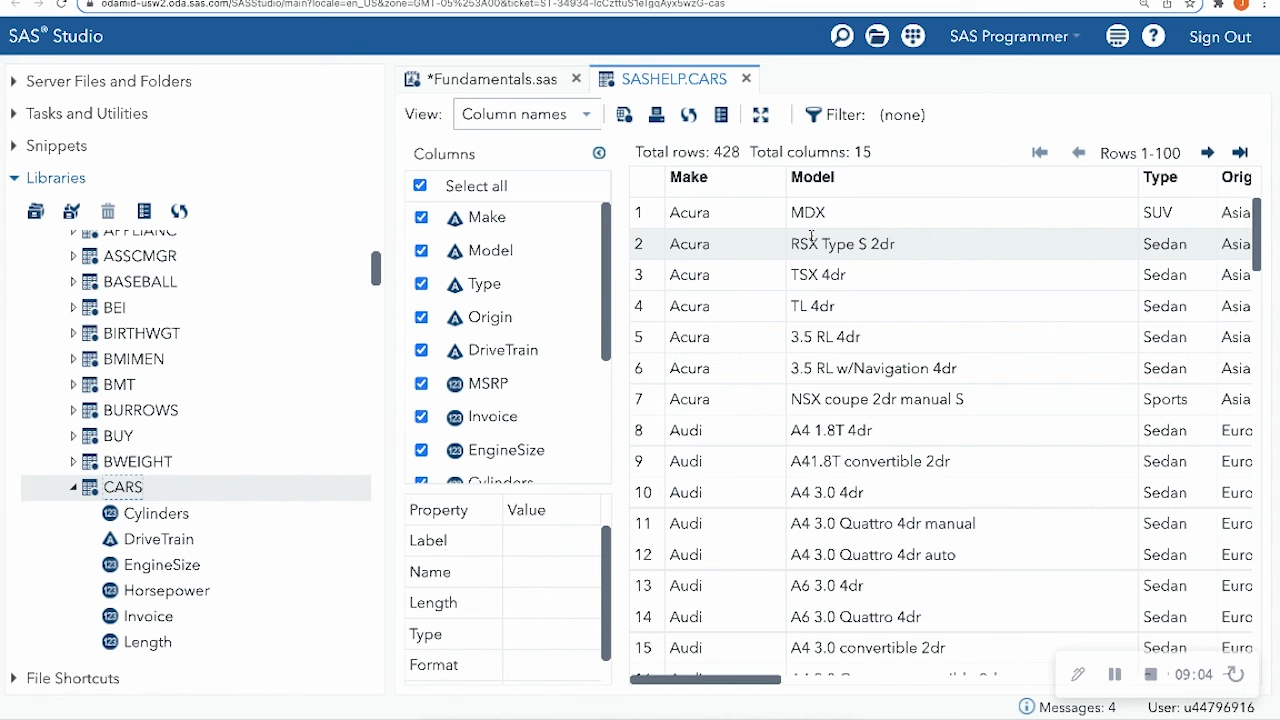 odamid-usw2.oda.sas.com/SASStudio/main?locale=en_US&zone=GMT-05%253A00&ticket=ST-34934-
SAS® Studio
SAS Programmer
Sign Out
Server Files and Folders
Tasks and Utilities
Snippets
Libraries
APPLIANC
ASSCMGR
BASEBALL
BEI
BIRTHWGT
BMIMEN
BMT
BURROWS
BUY
BWEIGHT
CARS
Cylinders
DriveTrain
EngineSize
Horsepower
Invoice
Length
File Shortcuts
*Fundamentals.sas
SASHELP.CARS
View: Column names
Filter: (none)
Columns
Select all
Make
Model
Type
Origin
DriveTrain
MSRP
Invoice
EngineSize
Cylinders
Property Value
Label
Name
Length
Type
Format
Total rows: 428 Total columns: 15
Rows 1-100
Make Model Type Orig
1 Acura MDX SUV Asia
2 Acura RSX Type S 2dr Sedan Asia
3 Acura TSX 4dr Sedan Asia
4 Acura TL 4dr Sedan Asia
5 Acura 3.5 RL 4dr Sedan Asia
6 Acura 3.5 RL w/Navigation 4dr Sedan Asia
7 Acura NSX coupe 2dr manual S Sports Asia
8 Audi A4 1.8T 4dr Sedan Euro
9 Audi A41.8T convertible 2dr Sedan Euro
10 Audi A4 3.0 4dr Sedan Euro
11 Audi A4 3.0 Quattro 4dr manual Sedan Euro
12 Audi A4 3.0 Quattro 4dr auto Sedan Euro
13 Audi A6 3.0 4dr Sedan Euro
14 Audi A6 3.0 Quattro 4dr Sedan Euro
15 Audi A4 3.0 convertible 2dr Sedan Euro
09:04
Messages: 4 User: u44796916